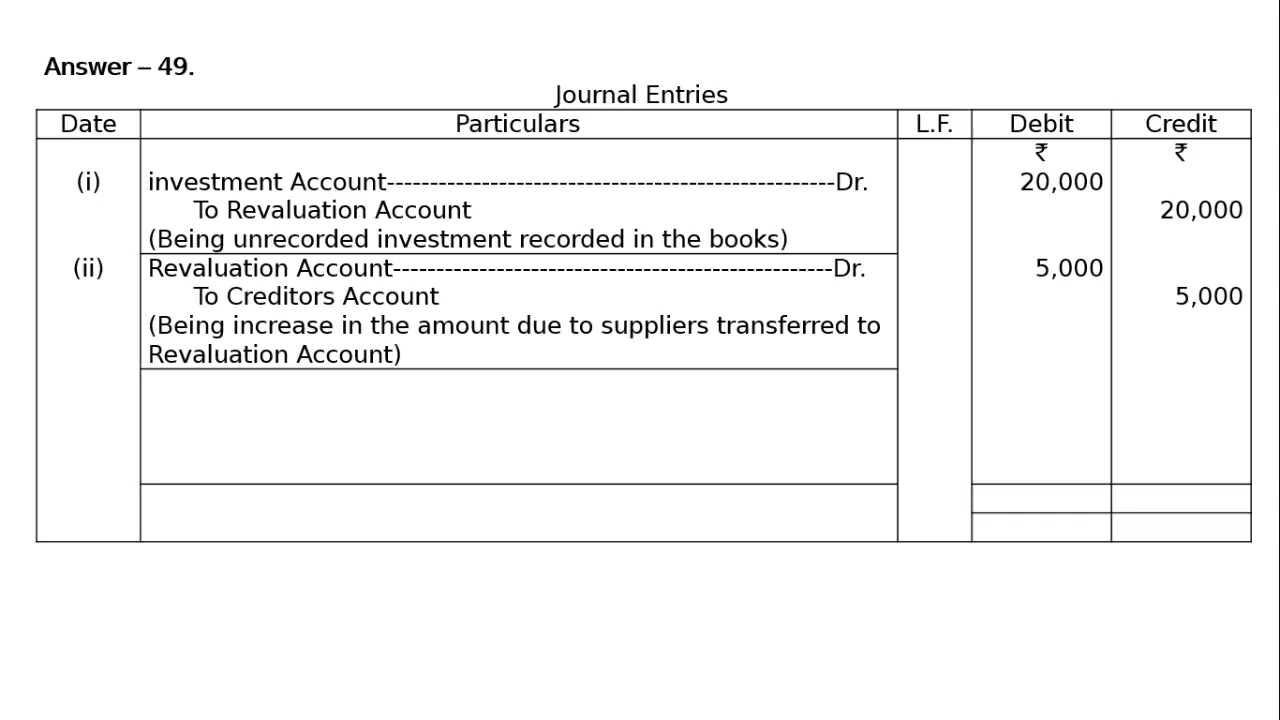 Answer – 49.
Journal Entries
Date Particulars L.F. Debit Credit
₹ ₹
(i) investment Account----------------------------------------------------Dr. 20,000
To Revaluation Account 20,000
(Being unrecorded investment recorded in the books)
(ii) Revaluation Account---------------------------------------------------Dr. 5,000
To Creditors Account 5,000
(Being increase in the amount due to suppliers transferred to
Revaluation Account)